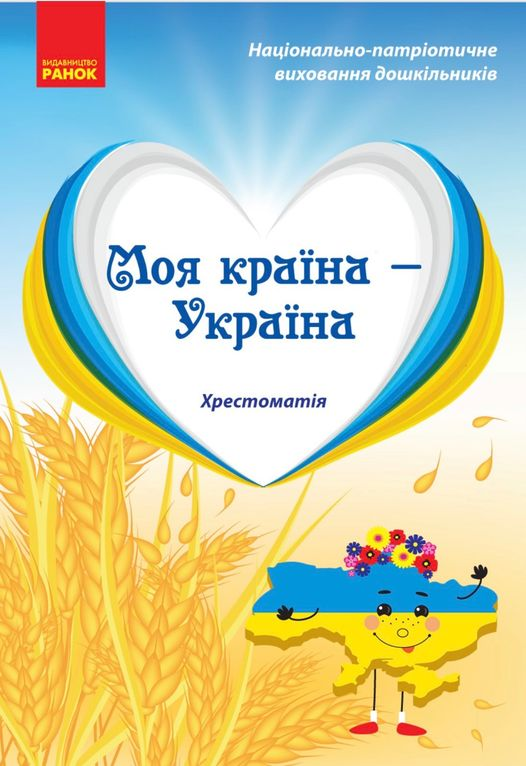 ВИДАВНИЦТВО
РАНОК
Національно-патріотичне
виховання дошкільників
Моя країна –
Україна
Хрестоматія